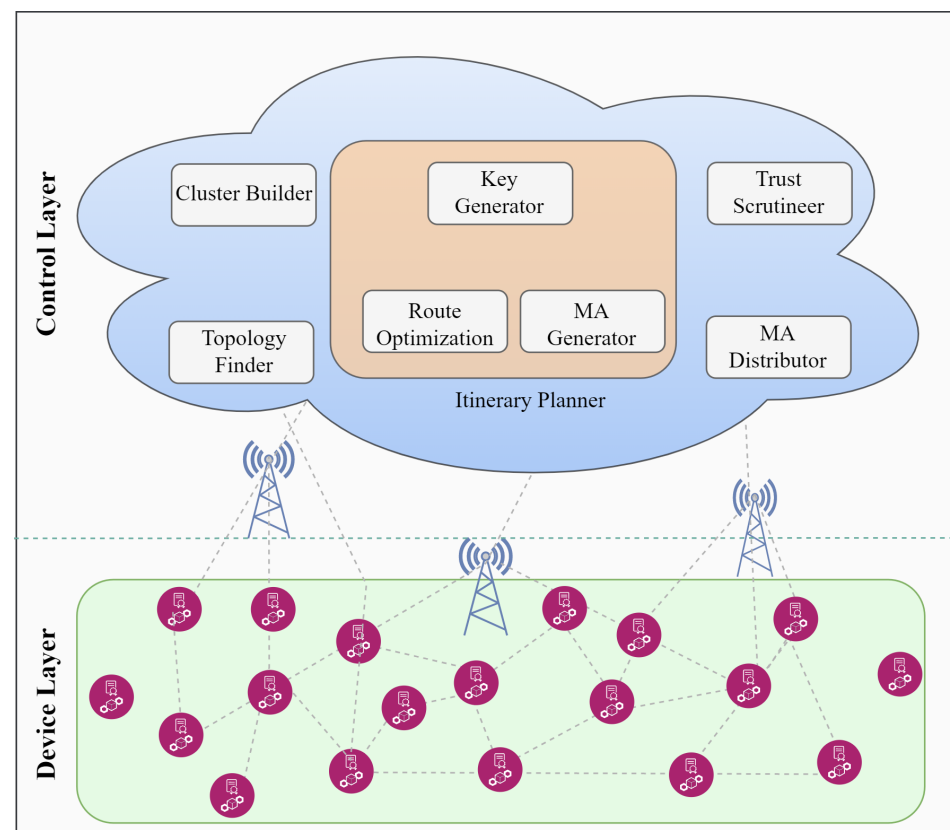 Control Layer
Cluster Builder
Key
Generator
Trust
Scrutineer
Topology
Finder
Route
Optimization
MA
Generator
MA
Distributor
Itinerary Planner
Device Layer